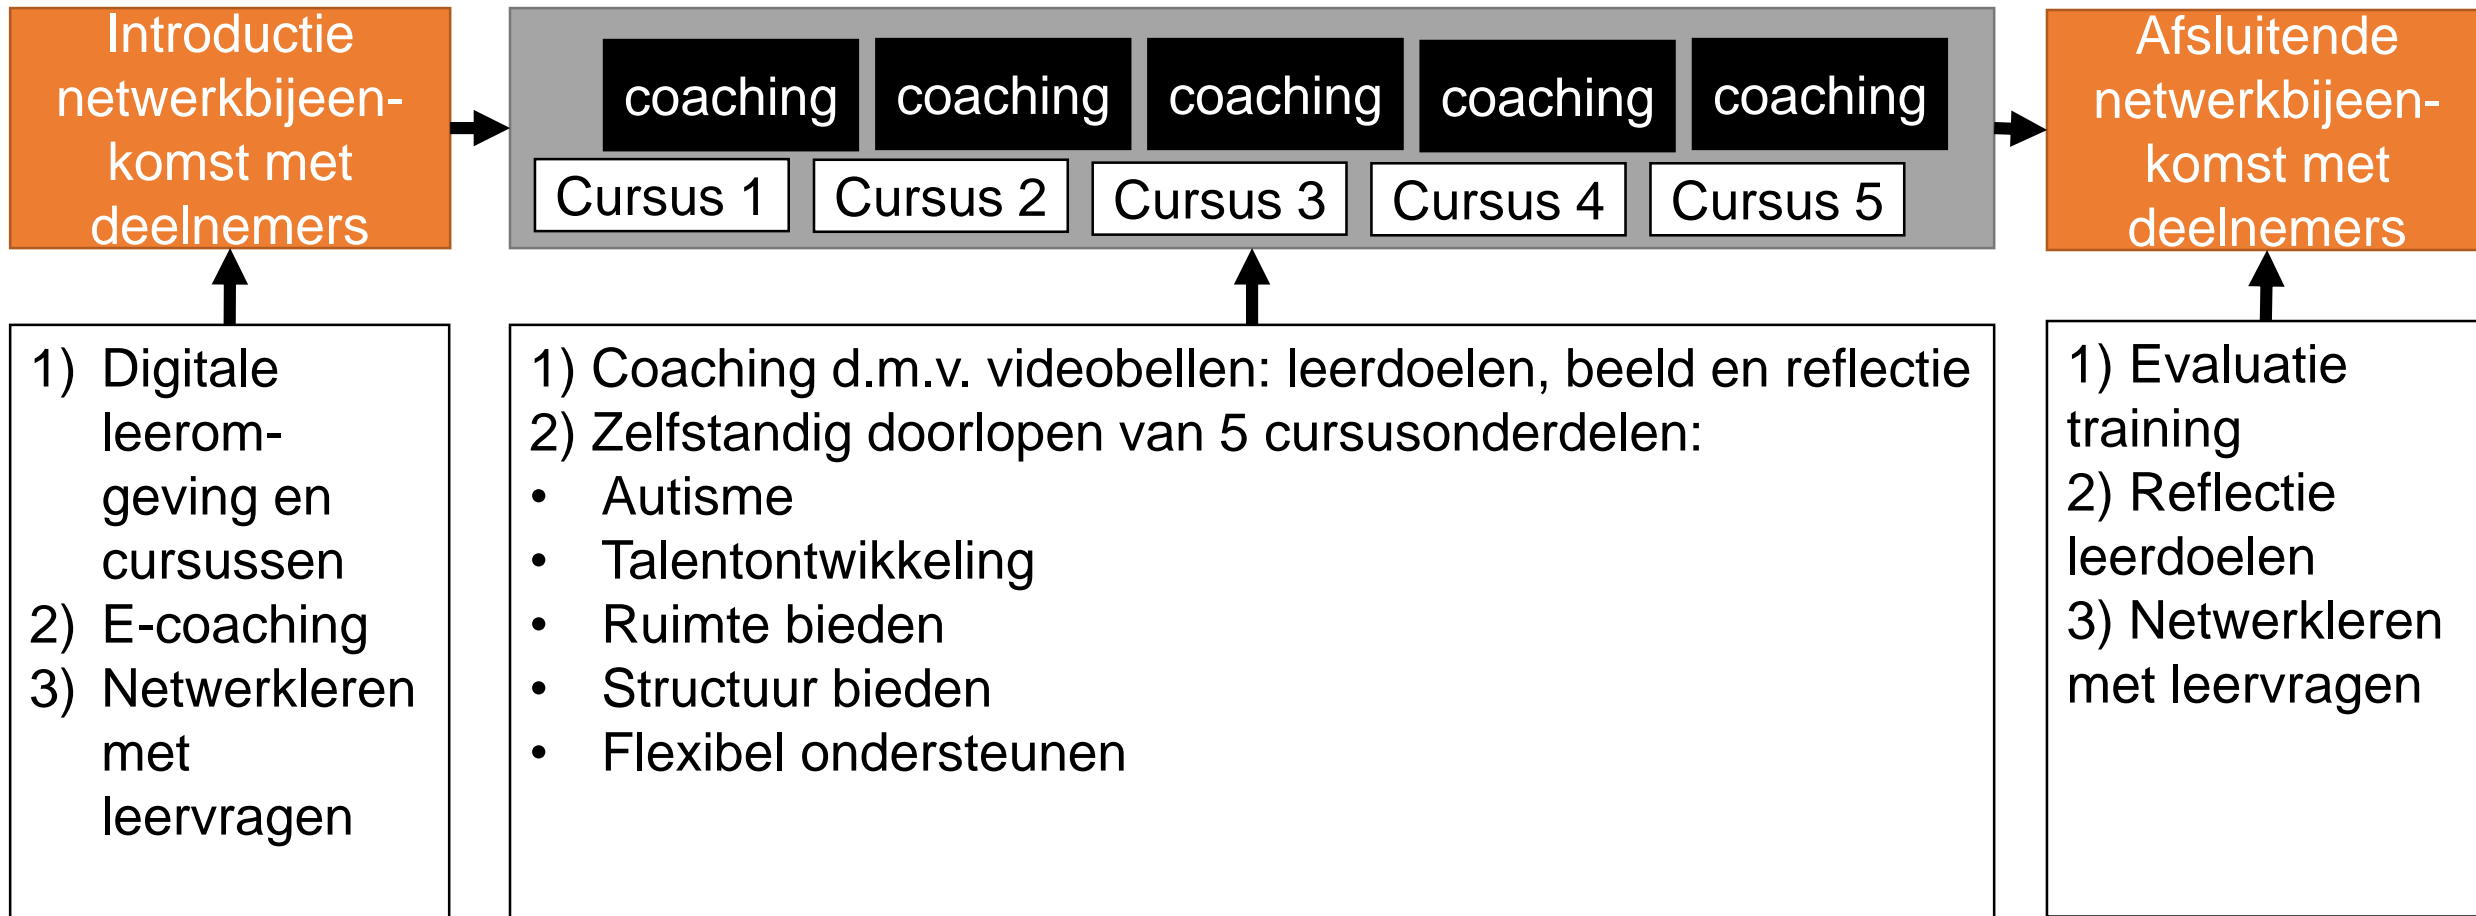 Introductie
netwerkbijeen-
komst met
deelnemers
coaching
coaching
coaching
coaching
coaching
Cursus 1
Cursus 2
Cursus 3
Cursus 4
Cursus 5
Afsluitende
netwerkbijeen-
komst met
deelnemers
1) Digitale
leerom-
geving en
cursussen
2) E-coaching
3) Netwerkleren
met
leervragen
1) Coaching d.m.v. videobellen: leerdoelen, beeld en reflectie
2) Zelfstandig doorlopen van 5 cursusonderdelen:
• Autisme
• Talentontwikkeling
• Ruimte bieden
• Structuur bieden
• Flexibel ondersteunen
1) Evaluatie
training
2) Reflectie
leerdoelen
3) Netwerkleren
met leervragen